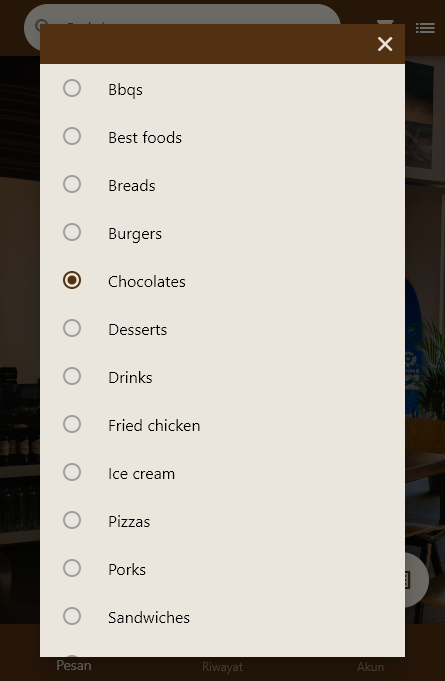 Bbqs
Best foods
Breads
Burgers
Chocolates
Desserts
Drinks
Fried chicken
Ice cream
Pizzas
Porks
Sandwiches
Pesan
Riwayat
Akun